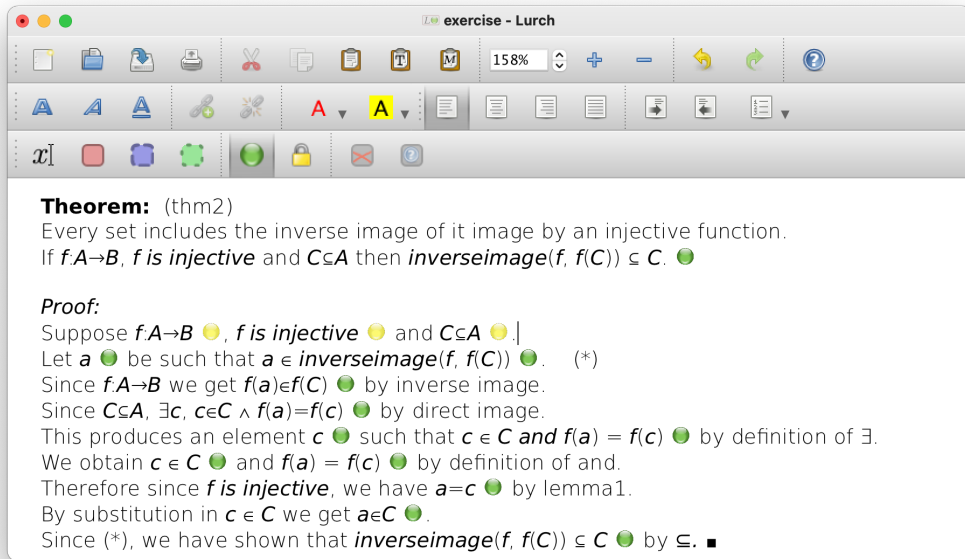 exercise - Lurch
158%
Theorem: (thm2)
Every set includes the inverse image of it image by an injective function.
If f:A→B, f is injective and C⊆A then inverseimage(f, f(C)) ⊆ C.
Proof:
Suppose f:A→B , f is injective and C⊆A .
Let a be such that a ∈ inverseimage(f, f(C)) . (*)
Since f:A→B we get f(a)∈f(C) by inverse image.
Since C⊆A, ∃c, c∈C ∧ f(a)=f(c) by direct image.
This produces an element c such that c ∈ C and f(a) = f(c) by definition of ∃.
We obtain c ∈ C and f(a) = f(c) by definition of and.
Therefore since f is injective, we have a=c by lemma1.
By substitution in c ∈ C we get a∈C .
Since (*), we have shown that inverseimage(f, f(C)) ⊆ C by ⊆. ■